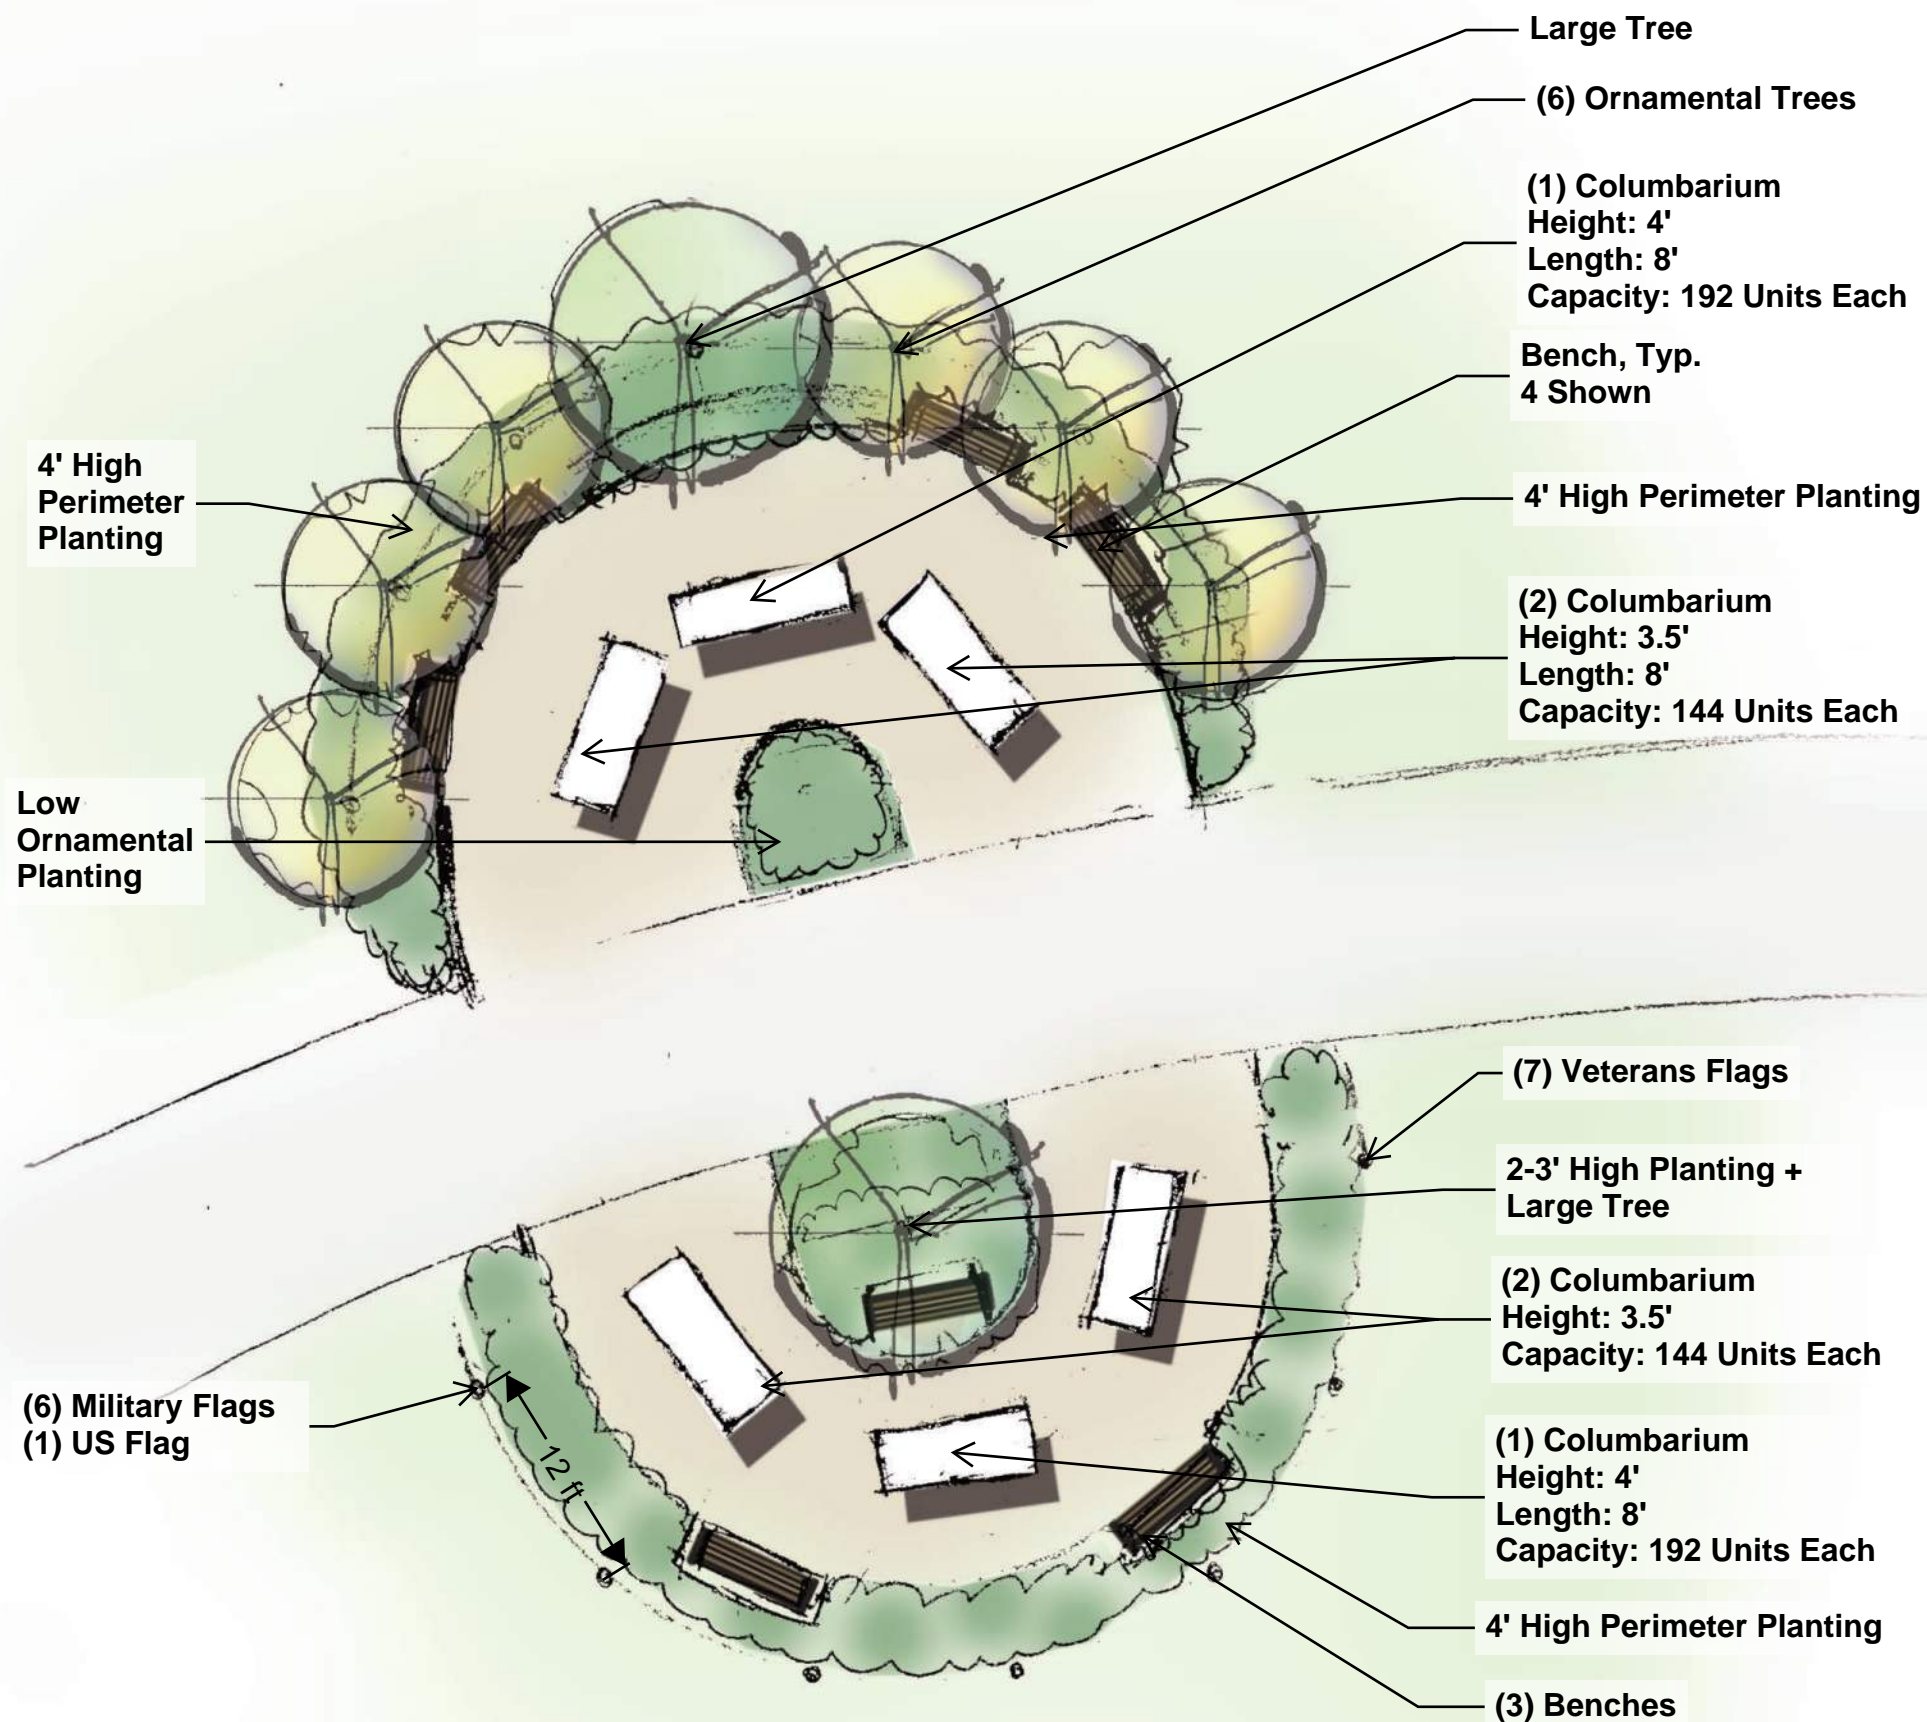 Large Tree
(6) Ornamental Trees
(1) Columbarium
Height: 4'
Length: 8'
Capacity: 192 Units Each
Bench, Typ.
4 Shown
4' High
Perimeter
Planting
4' High Perimeter Planting
(2) Columbarium
Height: 3.5'
Length: 8'
Capacity: 144 Units Each
Low
Ornamental
Planting
(7) Veterans Flags
2-3' High Planting +
Large Tree
(2) Columbarium
Height: 3.5'
Capacity: 144 Units Each
(6) Military Flags
(1) US Flag
12 ft
(1) Columbarium
Height: 4'
Length: 8'
Capacity: 192 Units Each
4' High Perimeter Planting
(3) Benches